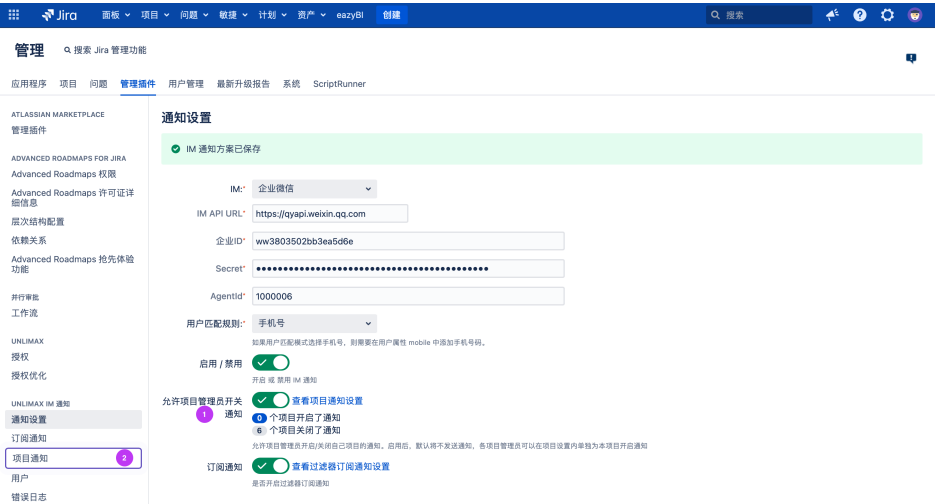 Jira 面板 项目 问题 敏捷 计划 资产 eazyBI 创建 搜索
管理 搜索 Jira 管理功能
应用程序 项目 问题 管理插件 用户管理 最新升级报告 系统 ScriptRunner
ATLASSIAN MARKETPLACE
管理插件
ADVANCED ROADMAPS FOR JIRA
Advanced Roadmaps 权限
Advanced Roadmaps 许可证详
细信息
层次结构配置
依赖关系
Advanced Roadmaps 抢先体验
功能
并行审批
工作流
UNLIMAX
授权
授权优化
UNLIMAX IM 通知
通知设置
订阅通知
项目通知 2
用户
错误日志
通知设置
IM 通知方案已保存
IM:* 企业微信
IM API URL* https://qyapi.weixin.qq.com
企业ID* ww3803502bb3ea5d6e
Secret*
AgentId* 1000006
用户匹配规则:* 手机号
如果用户匹配模式选择手机号，则需要在用户属性 mobile 中添加手机号码。
启用 / 禁用
开启 或 禁用 IM 通知
允许项目管理员开关 查看项目通知设置
1 通知 0 个项目开启了通知
6 个项目关闭了通知
允许项目管理员开启/关闭自己项目的通知。启用后，默认将不发送通知，各项目管理员可以在项目设置内单独为本项目开启通知
订阅通知 查看过滤器订阅通知设置
是否开启过滤器订阅通知